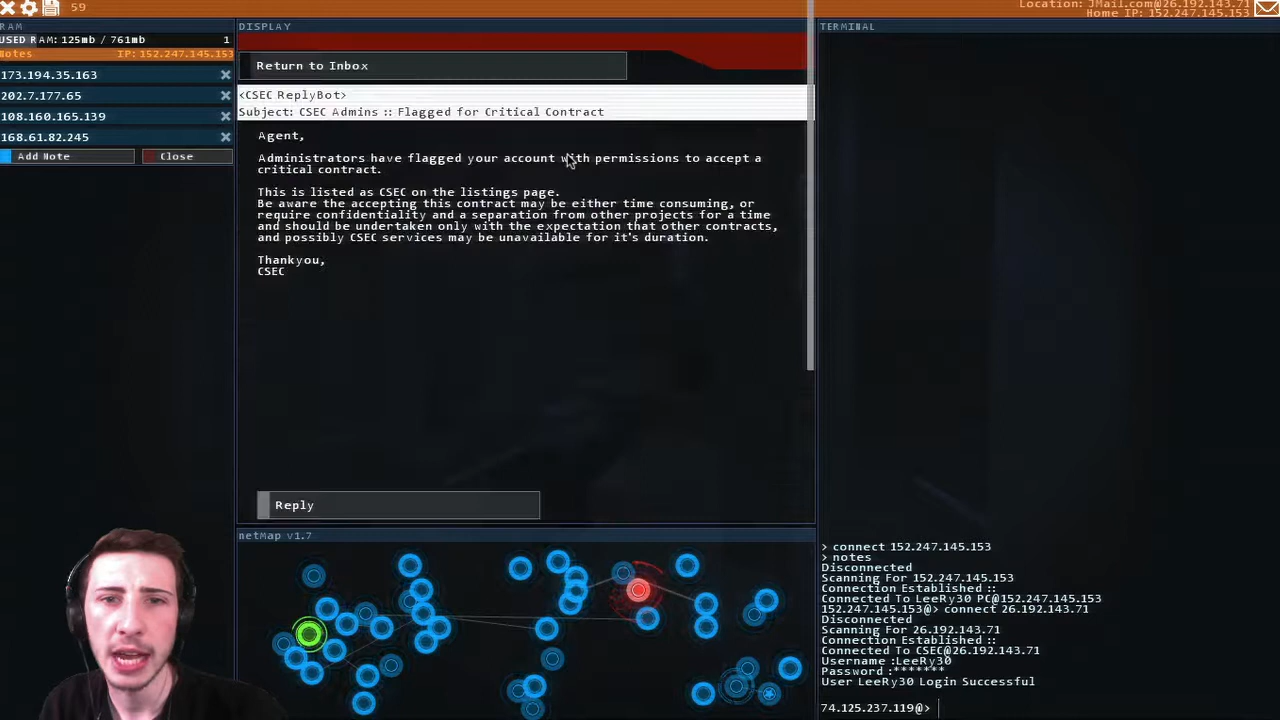 59
Location: JMail.com@26.192.143.71
Home IP: 152.247.145.153
RAM
USED RAM: 125mb / 761mb 1
Notes IP: 152.247.145.153
173.194.35.163
202.7.177.65
108.160.165.139
168.61.82.245
Add Note
Close
DISPLAY
Return to Inbox
<CSEC ReplyBot>
Subject: CSEC Admins :: Flagged for Critical Contract
Agent,
Administrators have flagged your account with permissions to accept a
critical contract.
This is listed as CSEC on the listings page.
Be aware the accepting this contract may be either time consuming, or
require confidentiality and a separation from other projects for a time
and should be undertaken only with the expectation that other contracts,
and possibly CSEC services may be unavailable for it's duration.
Thankyou,
CSEC
Reply
netMap v1.7
TERMINAL
> connect 152.247.145.153
> notes
Disconnected
Scanning For 152.247.145.153
Connection Established ::
Connected To LeeRy30 PC@152.247.145.153
152.247.145.153@> connect 26.192.143.71
Disconnected
Scanning For 26.192.143.71
Connection Established ::
Connected To CSEC@26.192.143.71
Username :LeeRy30
Password :*******
User LeeRy30 Login Successful
74.125.237.119@>